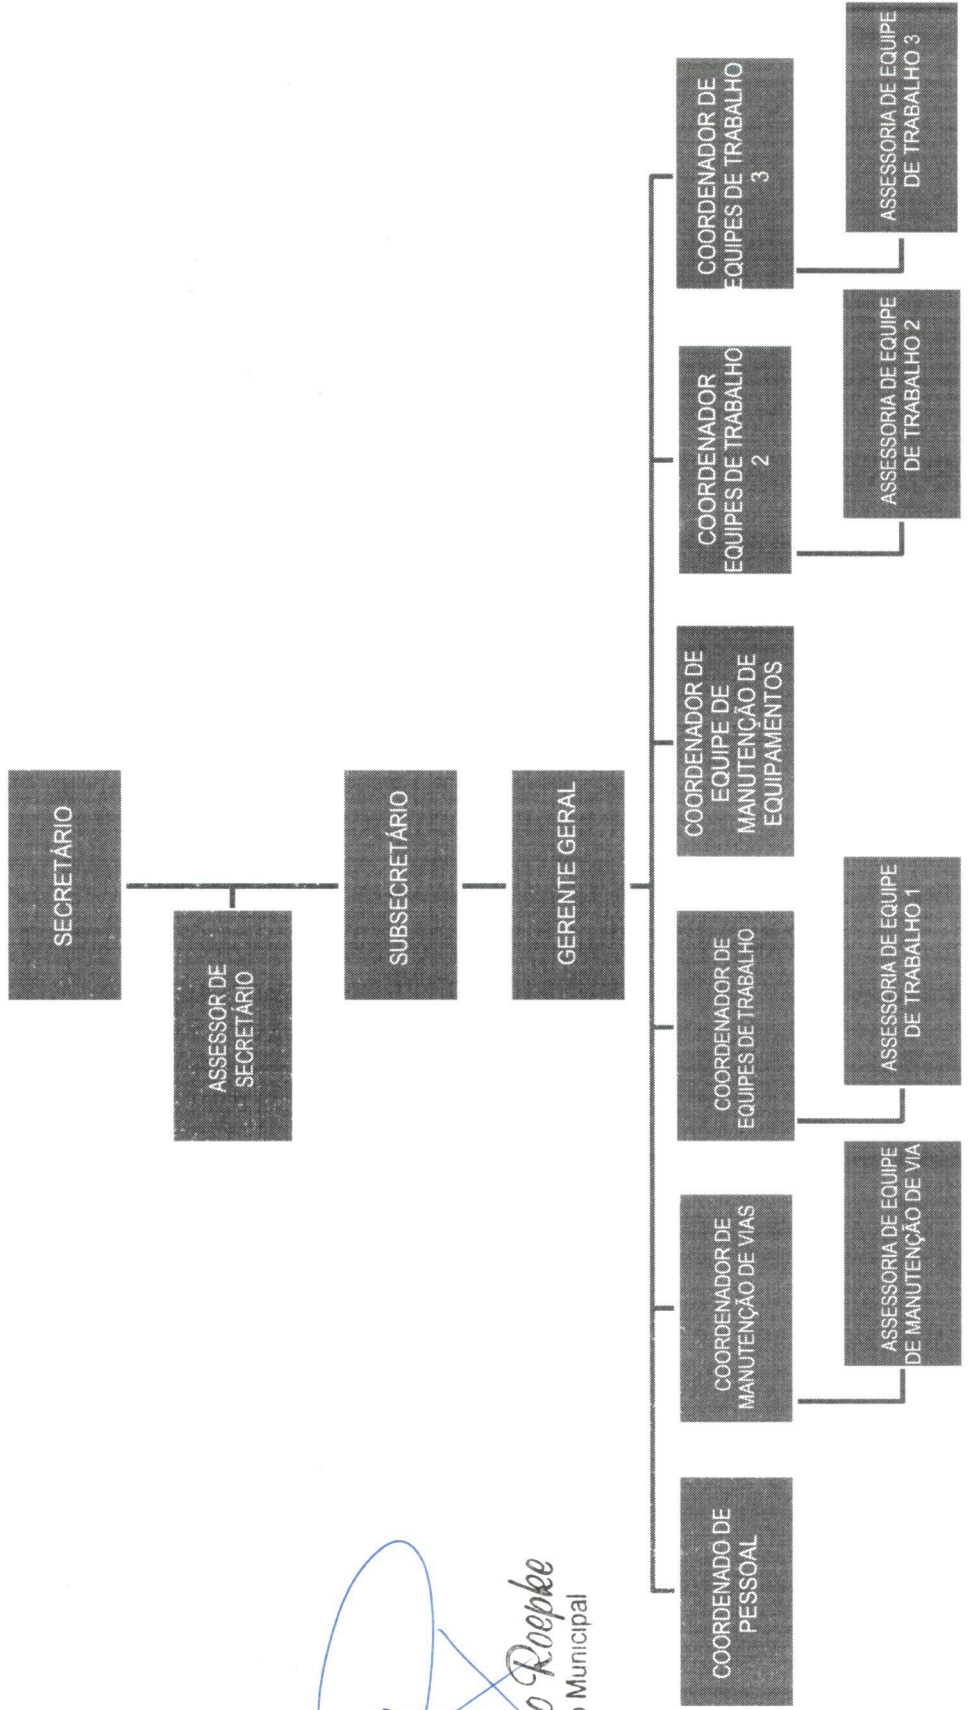 SECRETÁRIO
ASSESSOR DE
SECRETÁRIO
SUBSECRETÁRIO
GERENTE GERAL
COORDENADO DE
PESSOAL
COORDENADOR DE
MANUTENÇÃO DE VIAS
COORDENADOR DE
EQUIPES DE TRABALHO
COORDENADOR DE
EQUIPE DE
MANUTENÇÃO DE
EQUIPAMENTOS
COORDENADOR
EQUIPES DE TRABALHO
2
COORDENADOR DE
EQUIPES DE TRABALHO
3
ASSESSORIA DE EQUIPE
DE MANUTENÇÃO DE VIA
ASSESSORIA DE EQUIPE
DE TRABALHO 1
ASSESSORIA DE EQUIPE
DE TRABALHO 2
ASSESSORIA DE EQUIPE
DE TRABALHO 3
Roepke
Municipal